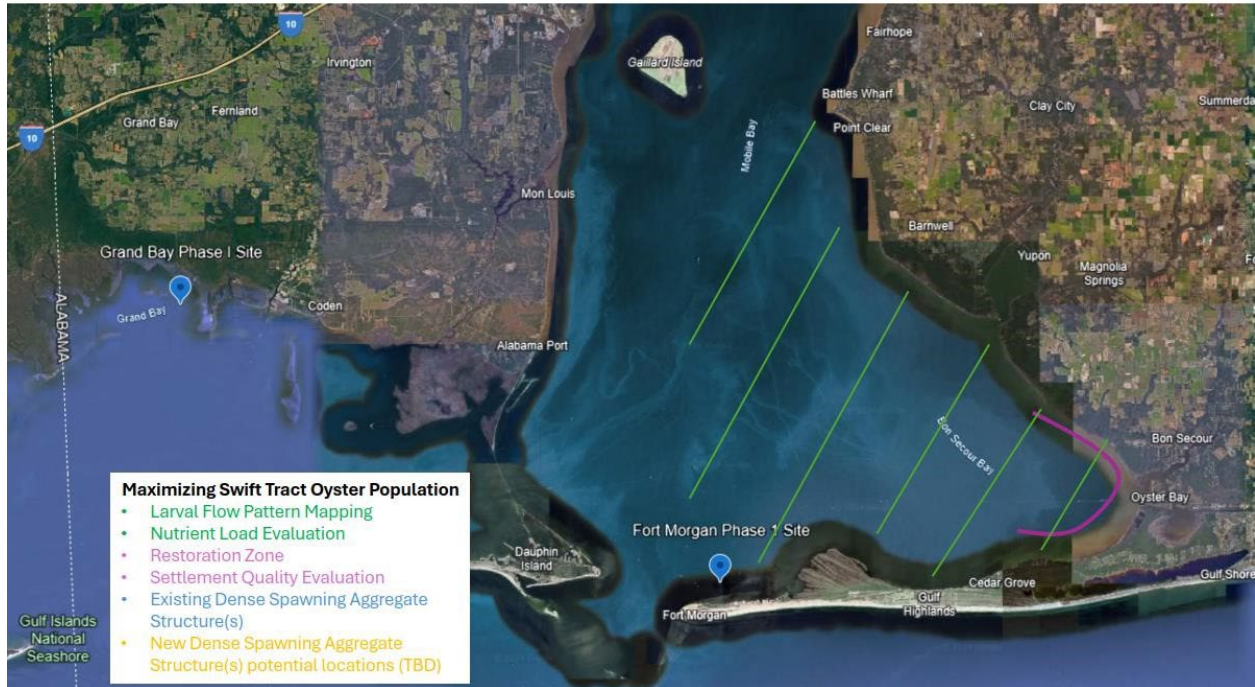 10
Fairhope
Gaillard Island
Irvington
Battles Wharf
Clay City
Summerda
Fernland
Grand Bay
10
Point Clear
Mobile Bay
Mon Louis
Barnwell
Yupon
Grand Bay Phase I Site
Magnolia
Springs
Fo
Coden
Grand Bay
ALABAMA
Alabama Port
Bon Secour Bay
Bon Secour
Maximizing Swift Tract Oyster Population
• Larval Flow Pattern Mapping
• Nutrient Load Evaluation
• Restoration Zone
• Settlement Quality Evaluation
• Existing Dense Spawning Aggregate
Structure(s)
• New Dense Spawning Aggregate
Structure(s) potential locations (TBD)
Oyster Bay
Fort Morgan Phase 1 Site
Dauphin
Island
Cedar Grove
Gulf Shore
Gulf
Highlands
Fort Morgan
Gulf Islands
National
Seashore